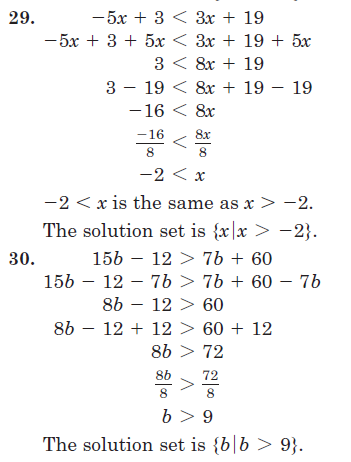 29. −5x + 3 < 3x + 19
−5x + 3 + 5x < 3x + 19 + 5x
3 < 8x + 19
3 − 19 < 8x + 19 − 19
−16 < 8x
−16/8 < 8x/8
−2 < x
−2 < x is the same as x > −2.
The solution set is {x|x > −2}.
30. 15b − 12 > 7b + 60
15b − 12 − 7b > 7b + 60 − 7b
8b − 12 > 60
8b − 12 + 12 > 60 + 12
8b > 72
8b/8 > 72/8
b > 9
The solution set is {b|b > 9}.